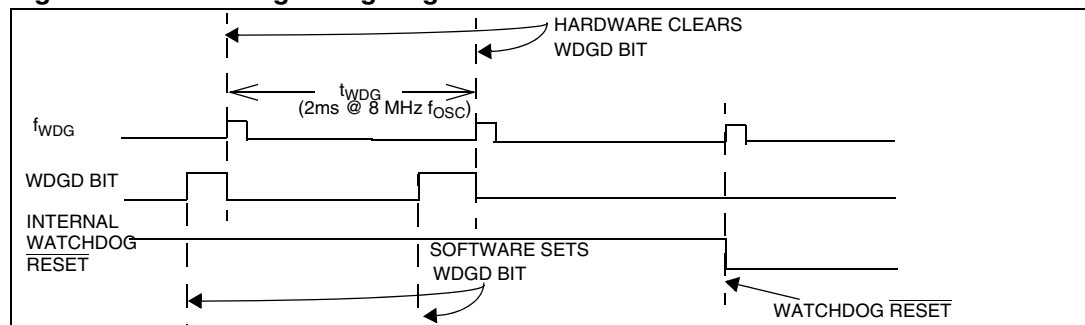 HARDWARE CLEARS
WDGD BIT
tWDG
(2ms @ 8 MHz fOSC)
fWDG
WDGD BIT
INTERNAL
WATCHDOG
RESET
SOFTWARE SETS
WDGD BIT
WATCHDOG RESET